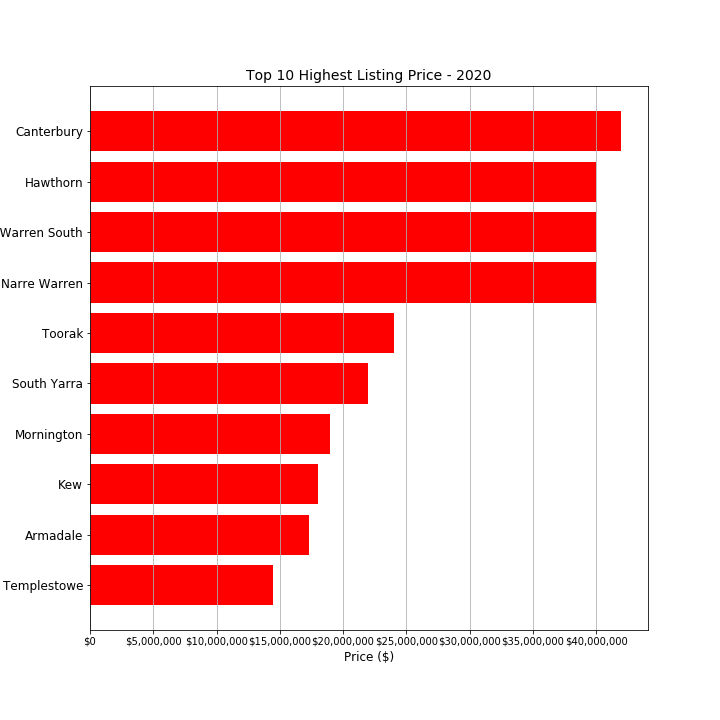 Top 10 Highest Listing Price - 2020
Canterbury
Hawthorn
Warren South
Narre Warren
Toorak
South Yarra
Mornington
Kew
Armadale
Templestowe
$0 $5,000,000 $10,000,000 $15,000,000 $20,000,000 $25,000,000 $30,000,000 $35,000,000 $40,000,000
Price ($)